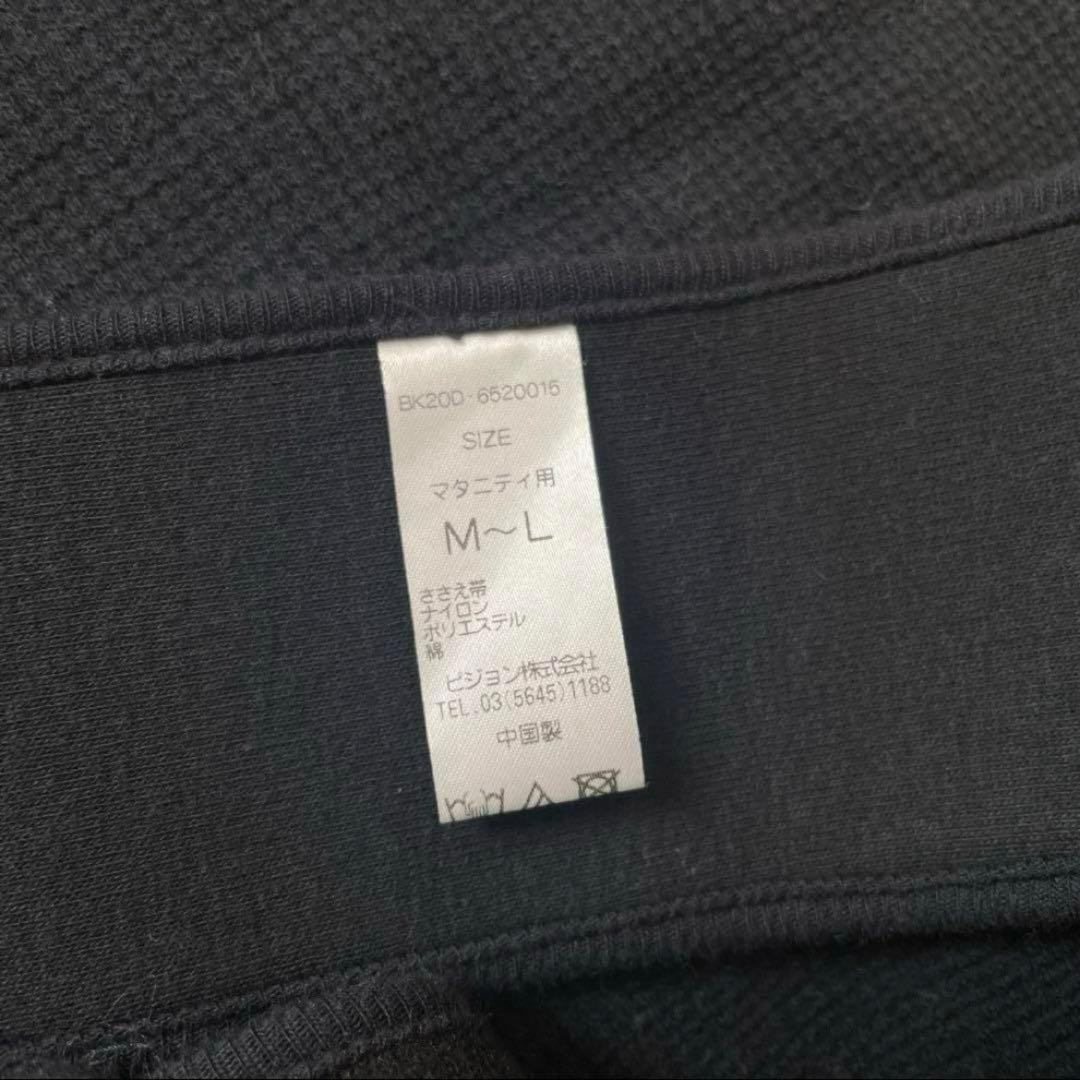 BK20D-6520015
SIZE
マタニティ用
M〜L
ささえ帯
ナイロン
ポリエステル
綿
ピジョン株式会社
TEL.03(5645)1188
中国製